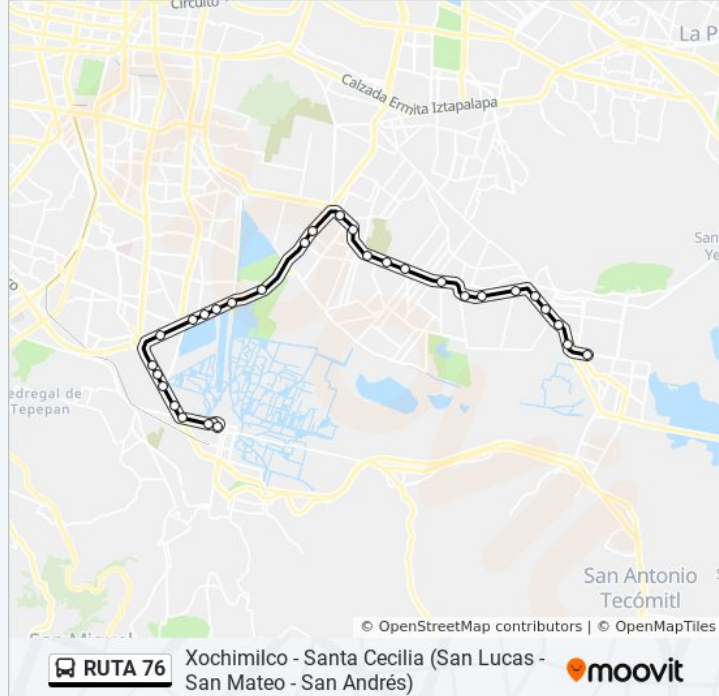 Circuito
La P
Calzada Ermita Iztapalapa
San
Ye
o
edregal de
Tepepan
San Antonio
Tecómitl
San Miguel
© OpenStreetMap contributors | © OpenMapTiles
RUTA 76
Xochimilco - Santa Cecilia (San Lucas -
San Mateo - San Andrés)
moovit